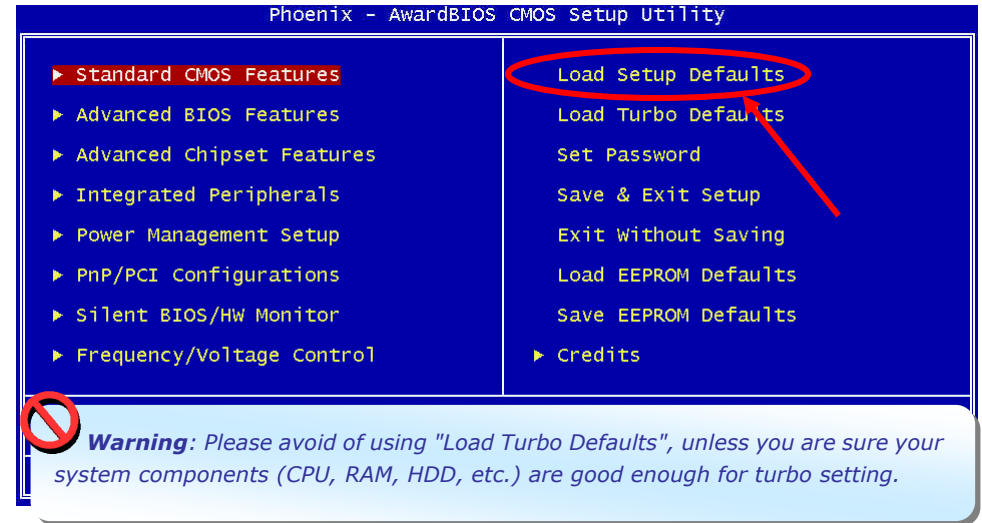 Phoenix - AwardBIOS CMOS Setup Utility
▶ Standard CMOS Features
▶ Advanced BIOS Features
▶ Advanced Chipset Features
▶ Integrated Peripherals
▶ Power Management Setup
▶ PnP/PCI Configurations
▶ Silent BIOS/HW Monitor
▶ Frequency/Voltage Control
Load Setup Defaults
Load Turbo Defaults
Set Password
Save & Exit Setup
Exit Without Saving
Load EEPROM Defaults
Save EEPROM Defaults
▶ Credits
Warning: Please avoid of using "Load Turbo Defaults", unless you are sure your
system components (CPU, RAM, HDD, etc.) are good enough for turbo setting.